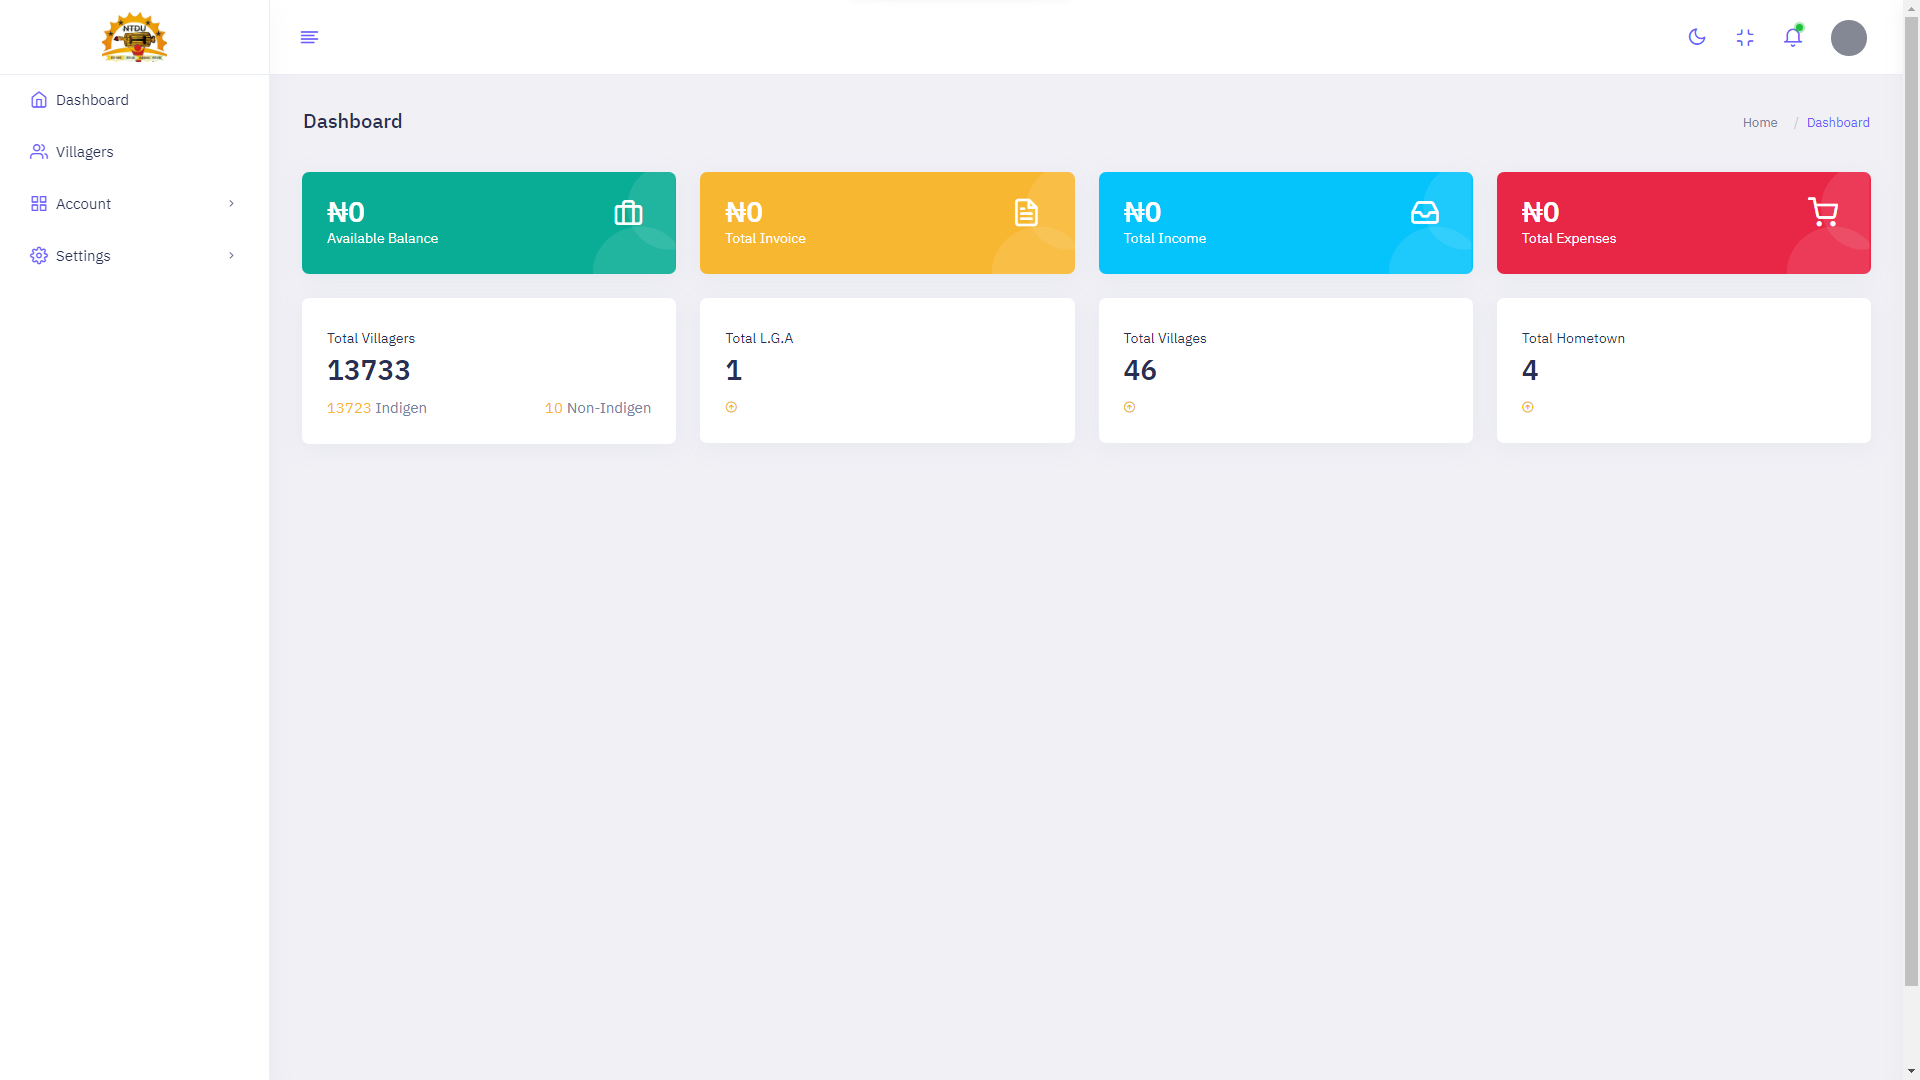 NTDU
Dashboard
Villagers
Account
Settings
Dashboard
Home / Dashboard
₦0
Available Balance
₦0
Total Invoice
₦0
Total Income
₦0
Total Expenses
Total Villagers
13733
13723 Indigen
10 Non-Indigen
Total L.G.A
1
Total Villages
46
Total Hometown
4